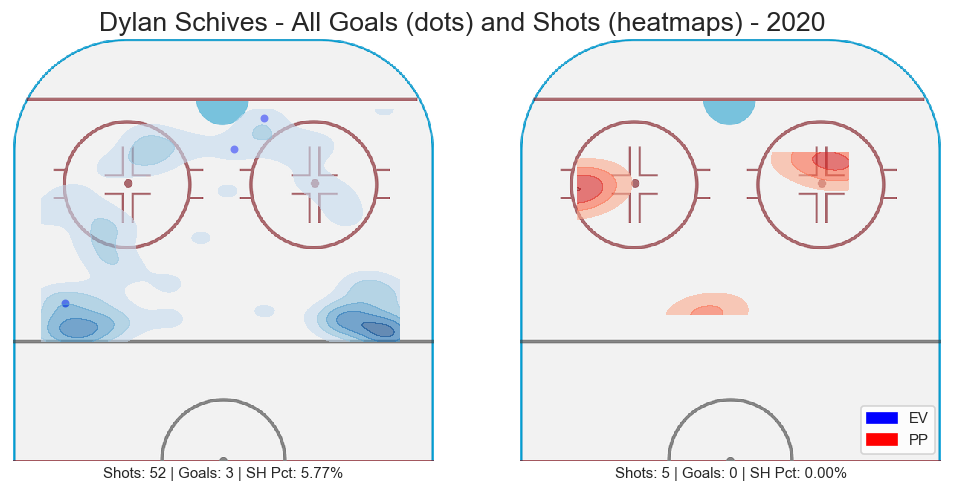 Dylan Schives - All Goals (dots) and Shots (heatmaps) - 2020
EV
PP
Shots: 52 | Goals: 3 | SH Pct: 5.77%
Shots: 5 | Goals: 0 | SH Pct: 0.00%